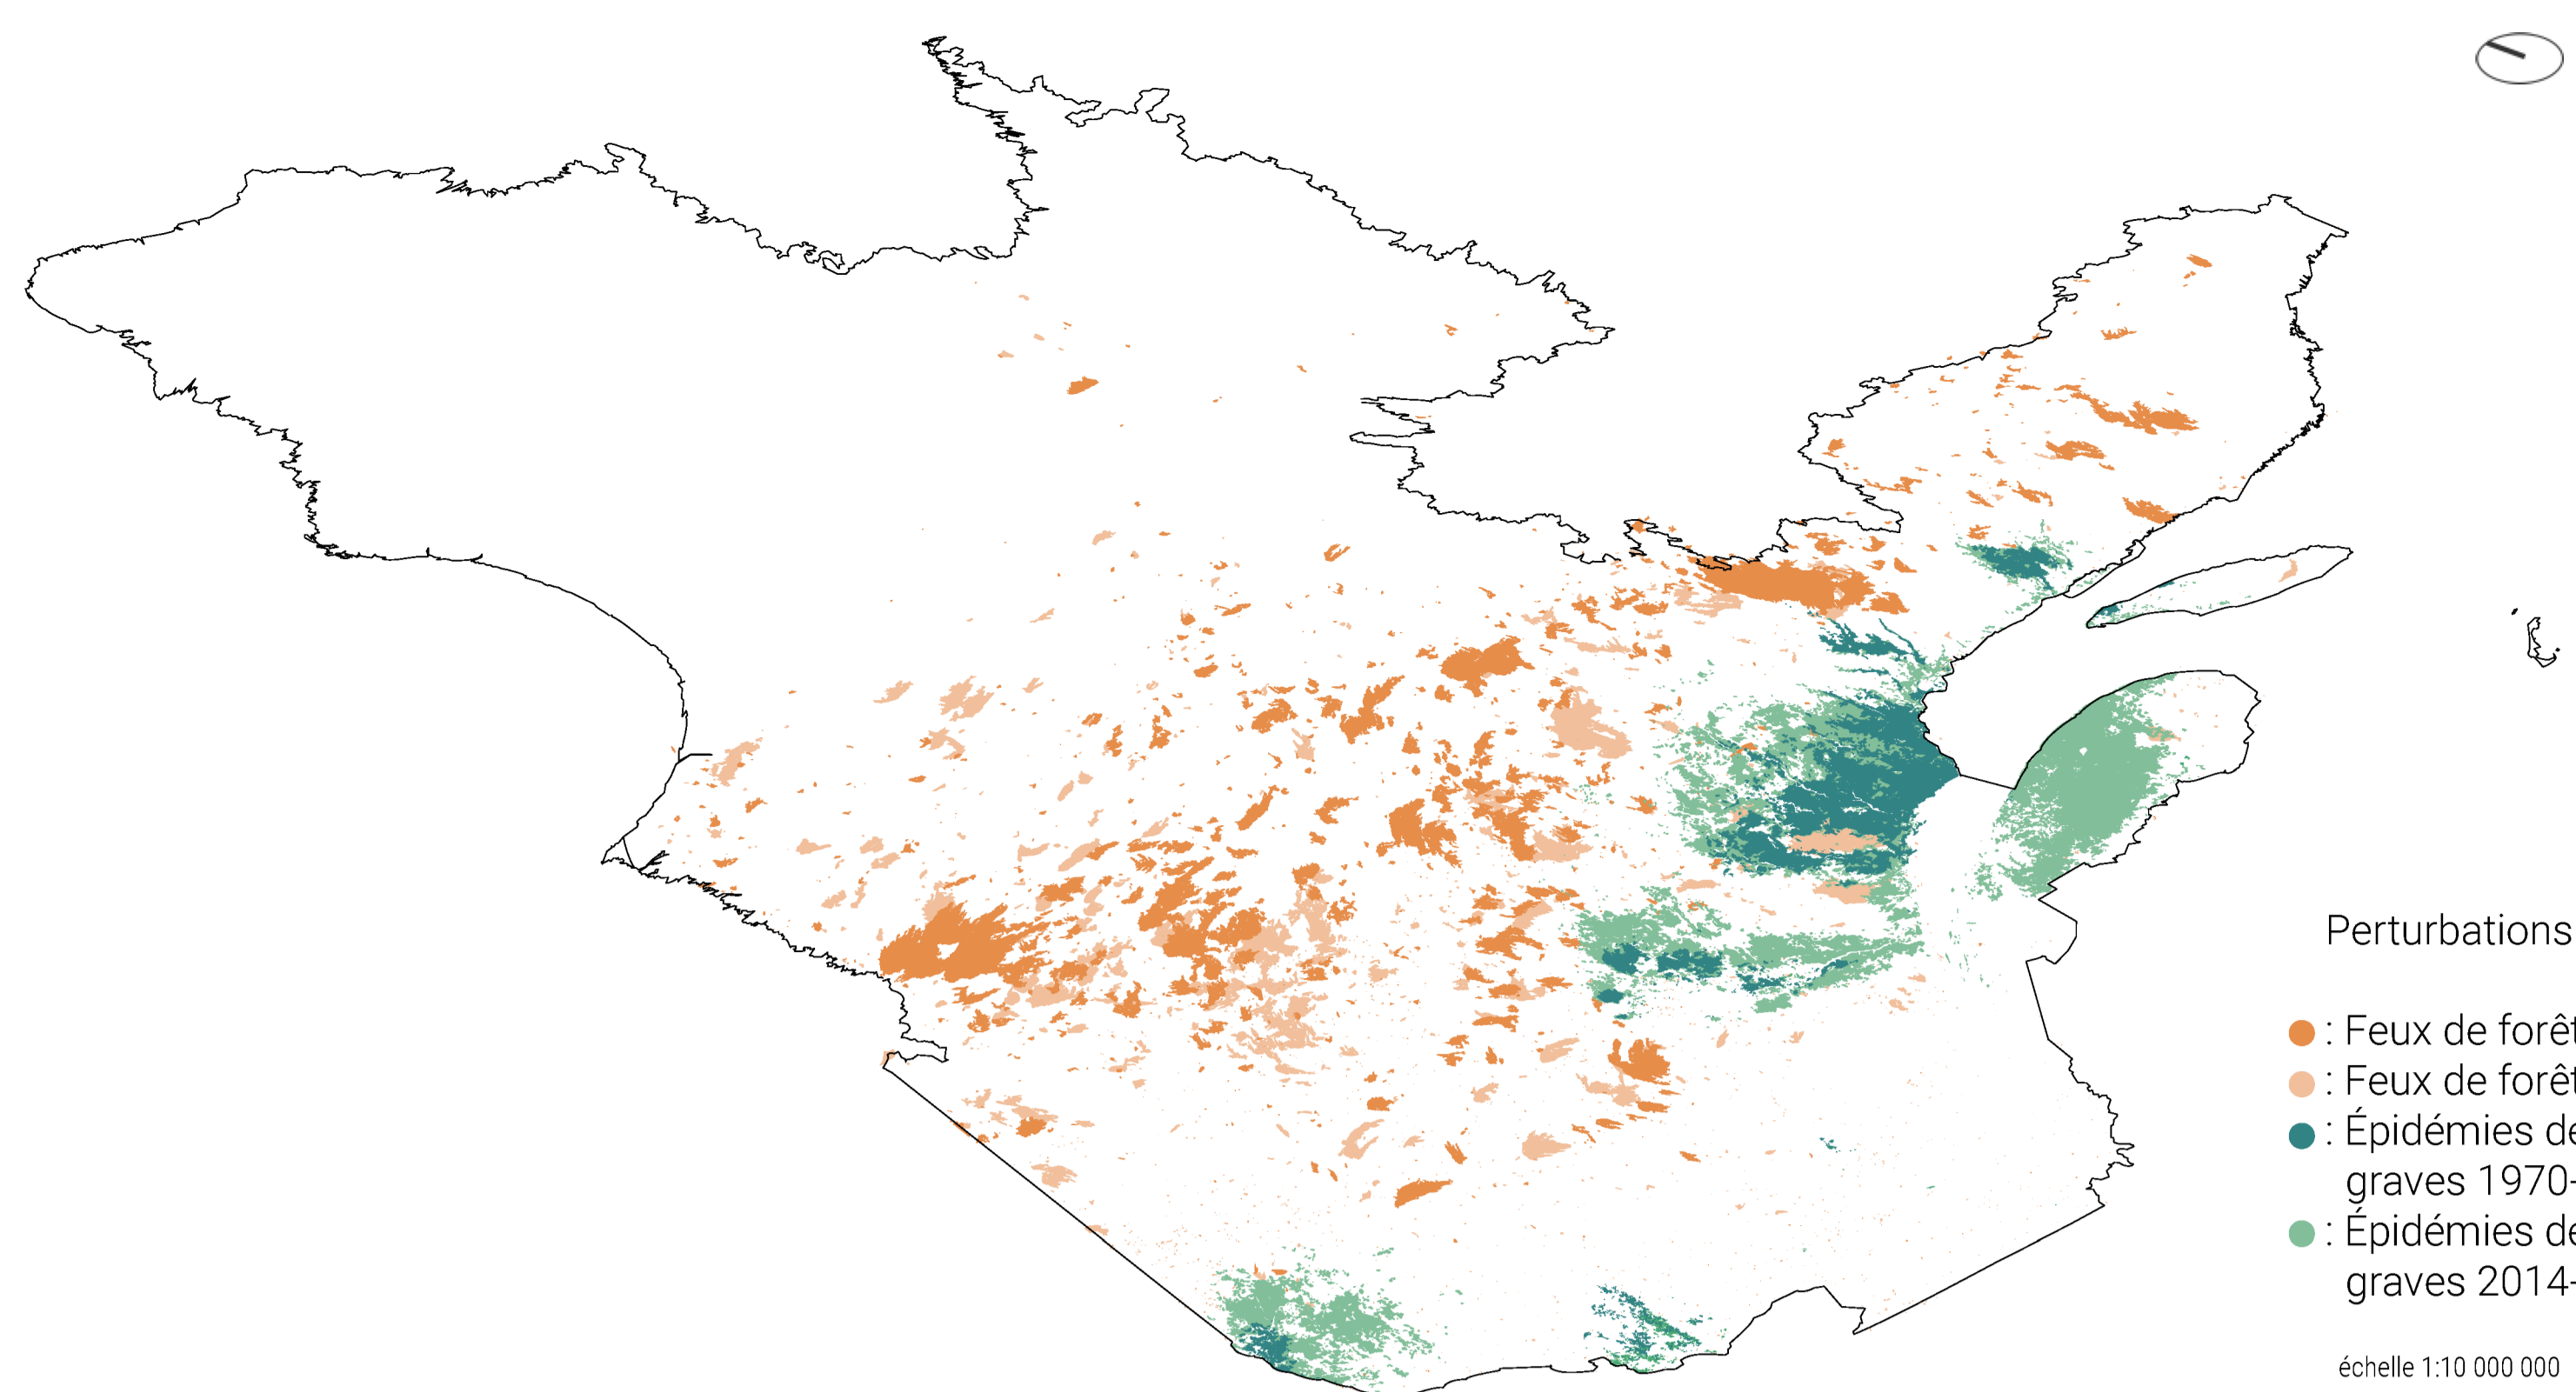 Perturbations
: Feux de forêt
: Feux de forêt
: Épidémies de
graves 1970-
: Épidémies de
graves 2014-
échelle 1:10 000 000